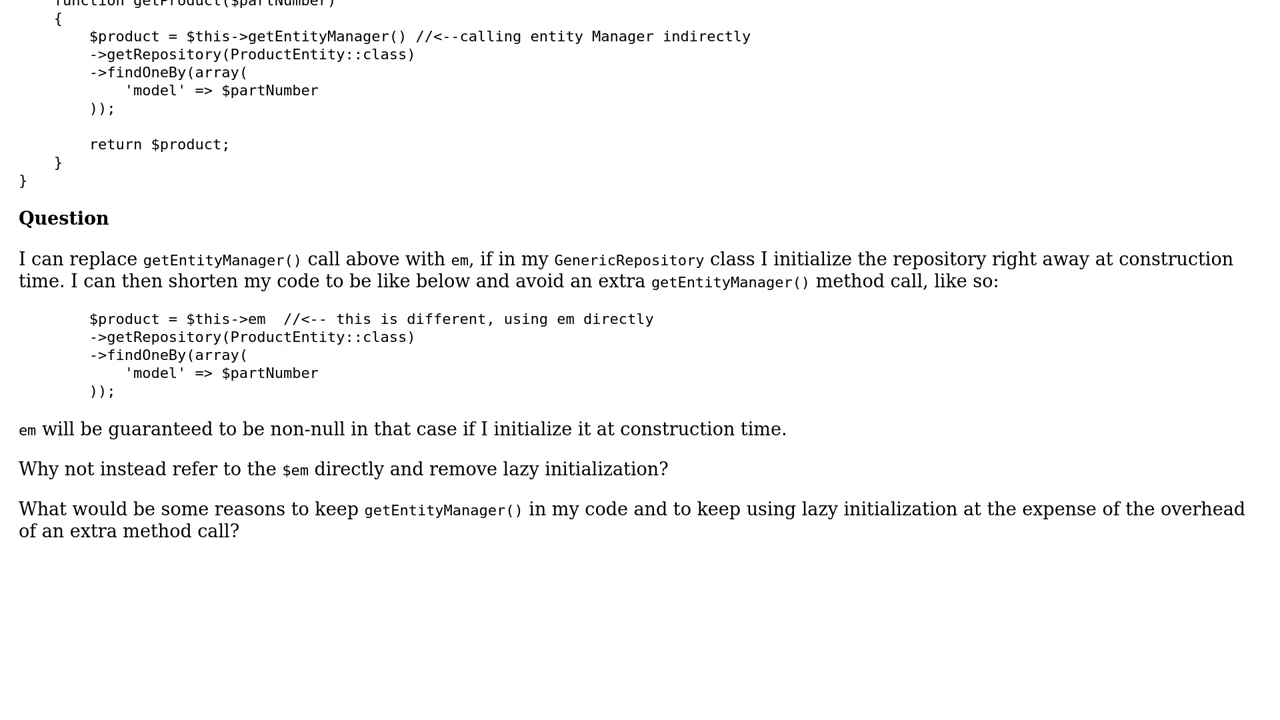 function getProduct($partNumber)
{
$product = $this->getEntityManager() //<--calling entity Manager indirectly
->getRepository(ProductEntity::class)
->findOneBy(array(
'model' => $partNumber
));
return $product;
}
}
Question
I can replace getEntityManager() call above with em, if in my GenericRepository class I initialize the repository right away at construction
time. I can then shorten my code to be like below and avoid an extra getEntityManager() method call, like so:
$product = $this->em  //<-- this is different, using em directly
->getRepository(ProductEntity::class)
->findOneBy(array(
'model' => $partNumber
));
em will be guaranteed to be non-null in that case if I initialize it at construction time.
Why not instead refer to the $em directly and remove lazy initialization?
What would be some reasons to keep getEntityManager() in my code and to keep using lazy initialization at the expense of the overhead
of an extra method call?